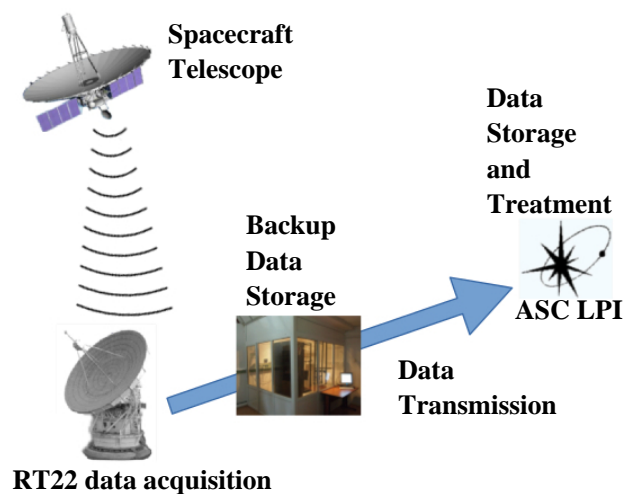 Spacecraft
Telescope
Data
Storage
and
Treatment
Backup
Data
Storage
ASC LPI
Data
Transmission
RT22 data acquisition